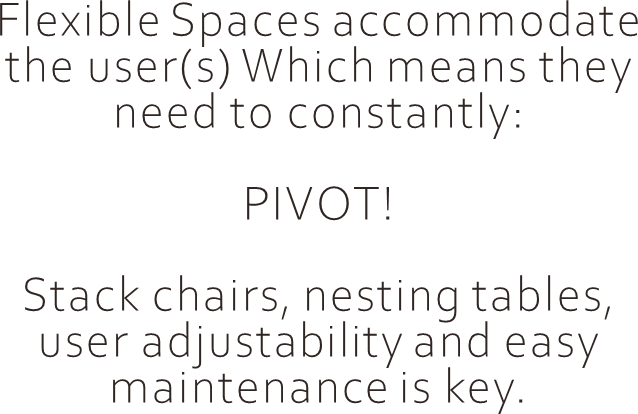 Flexible Spaces accommodate
the user(s) Which means they
need to constantly:
PIVOT!
Stack chairs, nesting tables,
user adjustability and easy
maintenance is key.